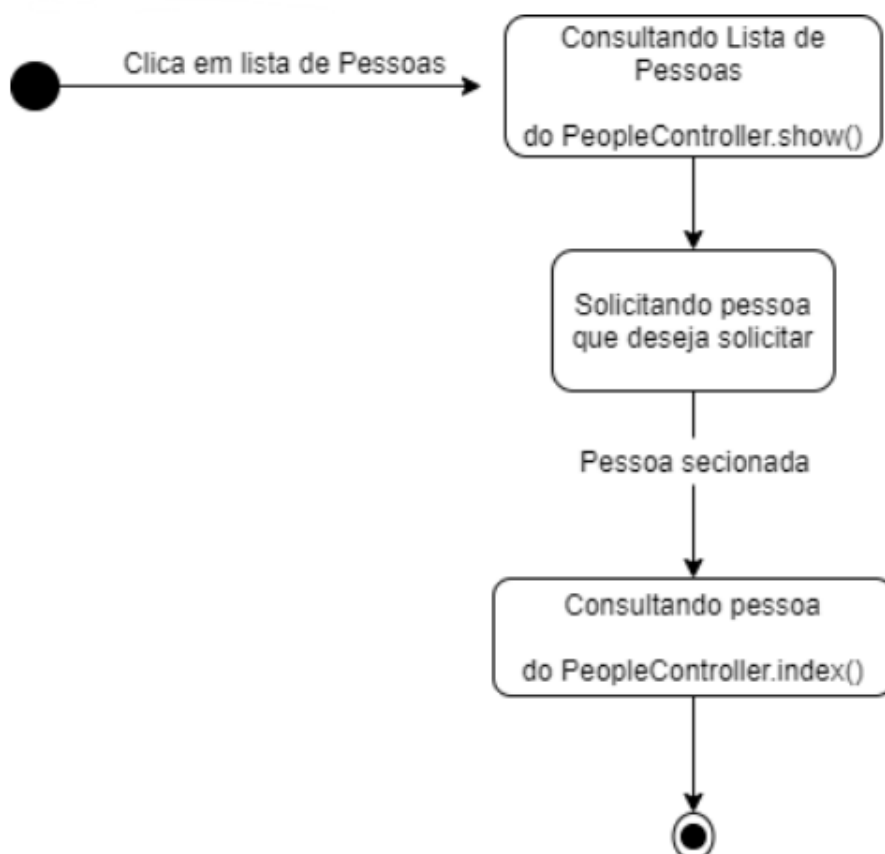 Clica em lista de Pessoas
Consultando Lista de
Pessoas
do PeopleController.show()
Solicitando pessoa
que deseja solicitar
Pessoa secionada
Consultando pessoa
do PeopleController.index()